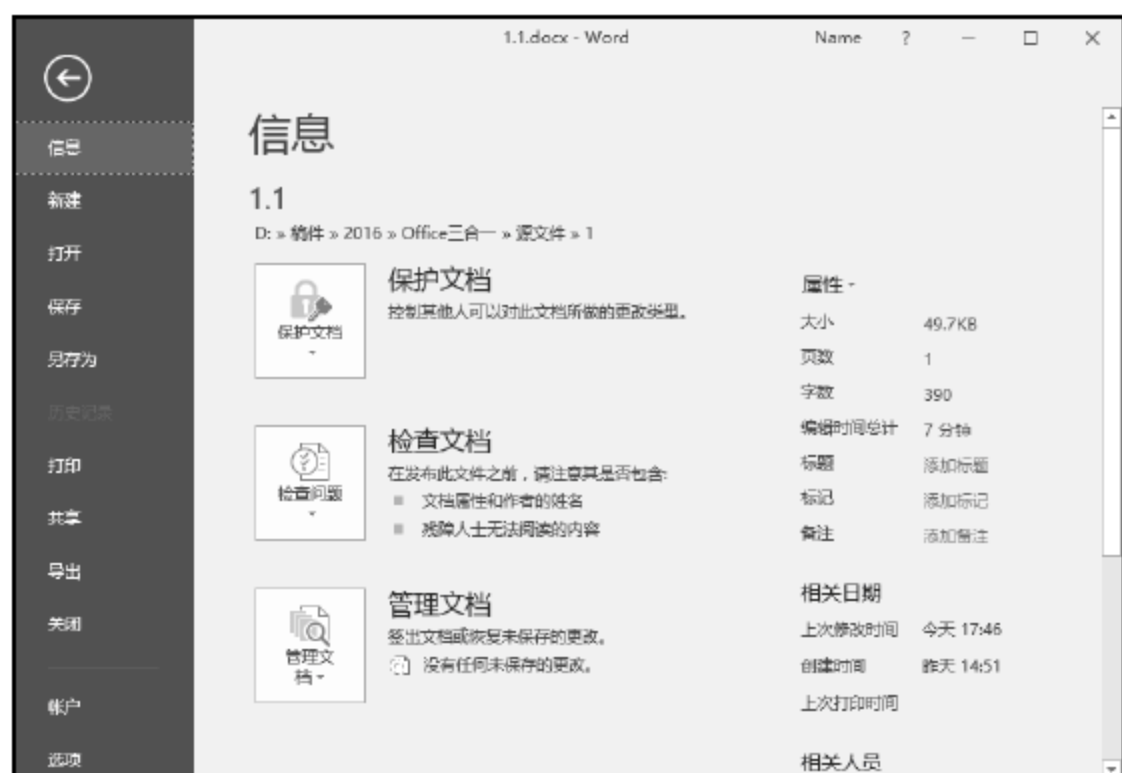 1.1.docx - Word
Name
?
信息
新建
打开
保存
另存为
历史记录
打印
共享
导出
关闭
帐户
选项
信息
1.1
D: » 稿件 » 2016 » Office三合一 » 源文件 » 1
保护文档
保护文档
控制其他人可以对此文档所做的更改类型。
检查问题
检查文档
在发布此文件之前，请注意其是否包含:
文档属性和作者的姓名
残障人士无法阅读的内容
管理文
档
管理文档
签出文档或恢复未保存的更改。
没有任何未保存的更改。
属性
大小 49.7KB
页数 1
字数 390
编辑时间总计 7 分钟
标题 添加标题
标记 添加标记
备注 添加备注
相关日期
上次修改时间 今天 17:46
创建时间 昨天 14:51
上次打印时间
相关人员